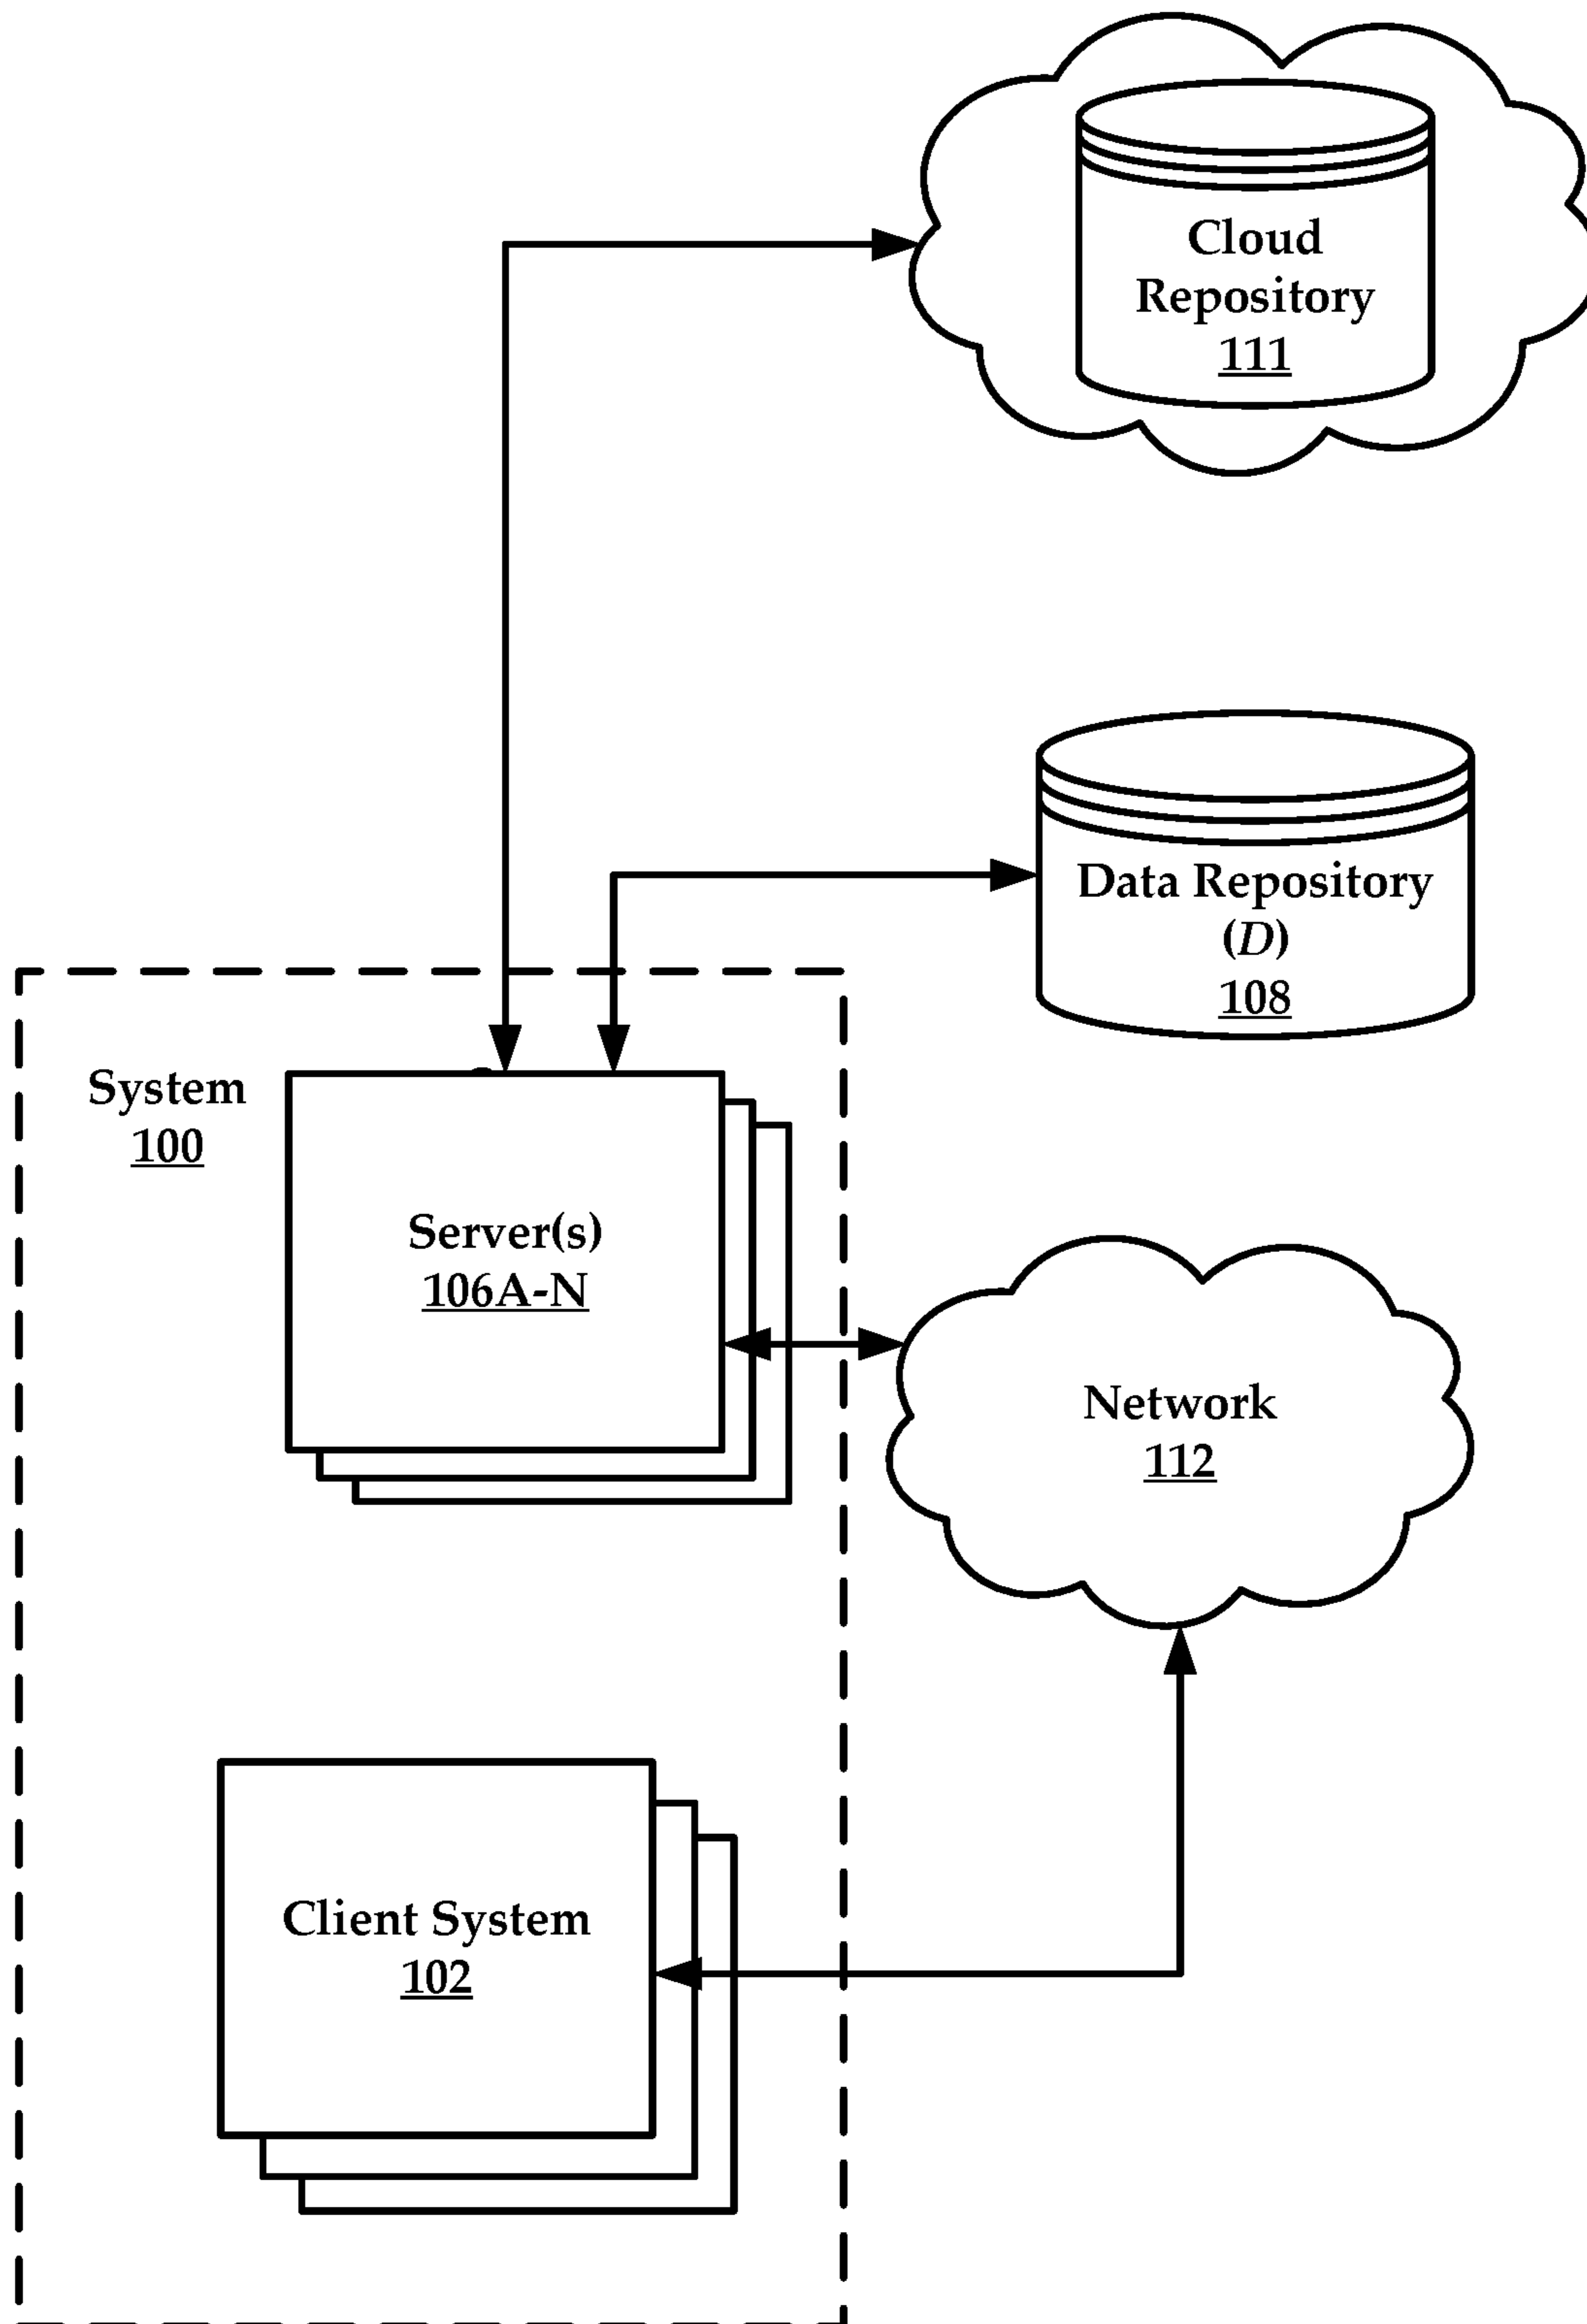 Cloud
Repository
111
Data Repository
(D)
108
System
100
Server(s)
106A-N
Network
112
Client System
102